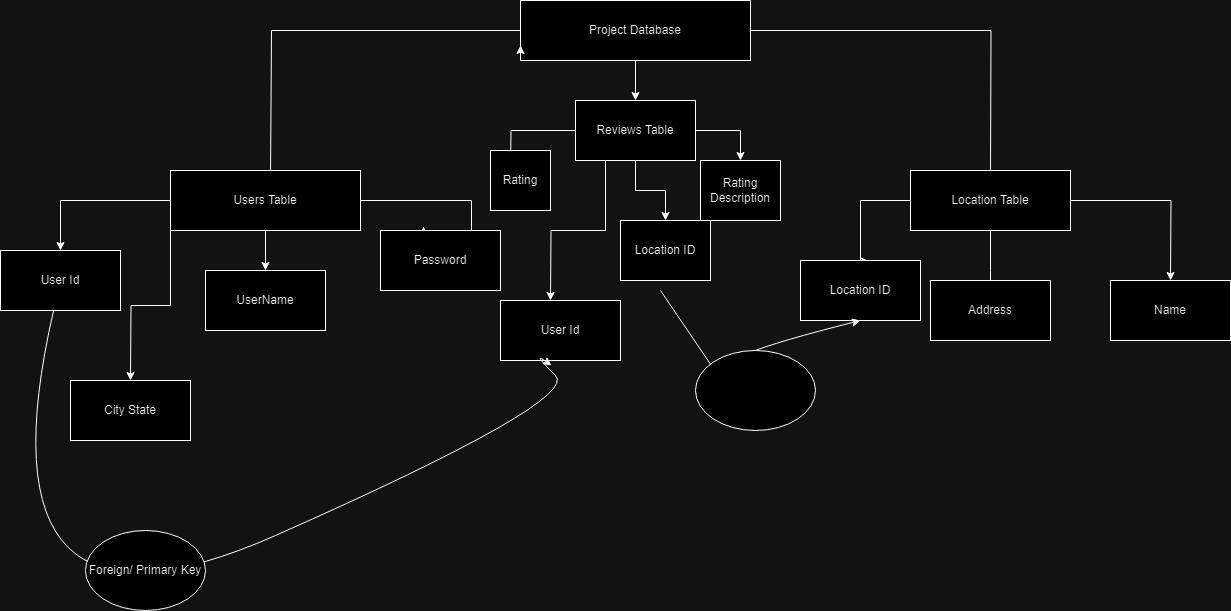 Project Database
Reviews Table
Rating
Rating
Description
Users Table
Location Table
Location ID
Password
User Id
UserName
Location ID
Address
Name
User Id
City State
Foreign/ Primary Key